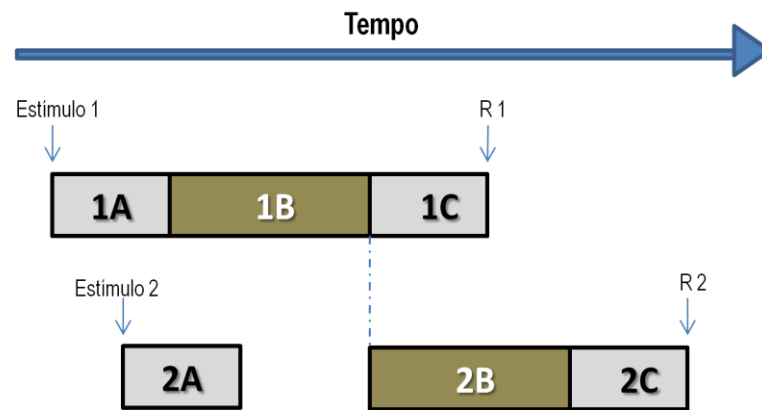 Tempo
Estímulo 1
R 1
1A
1B
1C
Estímulo 2
R 2
2A
2B
2C